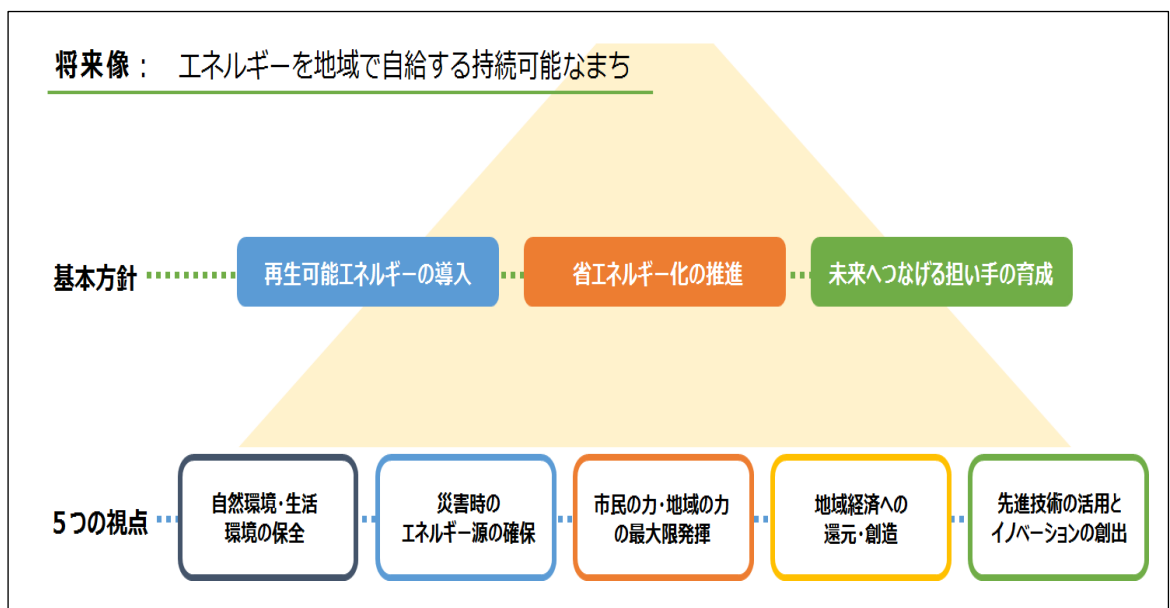 将来像： エネルギーを地域で自給する持続可能なまち
基本方針
再生可能エネルギーの導入
省エネルギー化の推進
未来へつなげる担い手の育成
５つの視点
自然環境・生活
環境の保全
災害時の
エネルギー源の確保
市民の力・地域の力
の最大限発揮
地域経済への
還元・創造
先進技術の活用と
イノベーションの創出